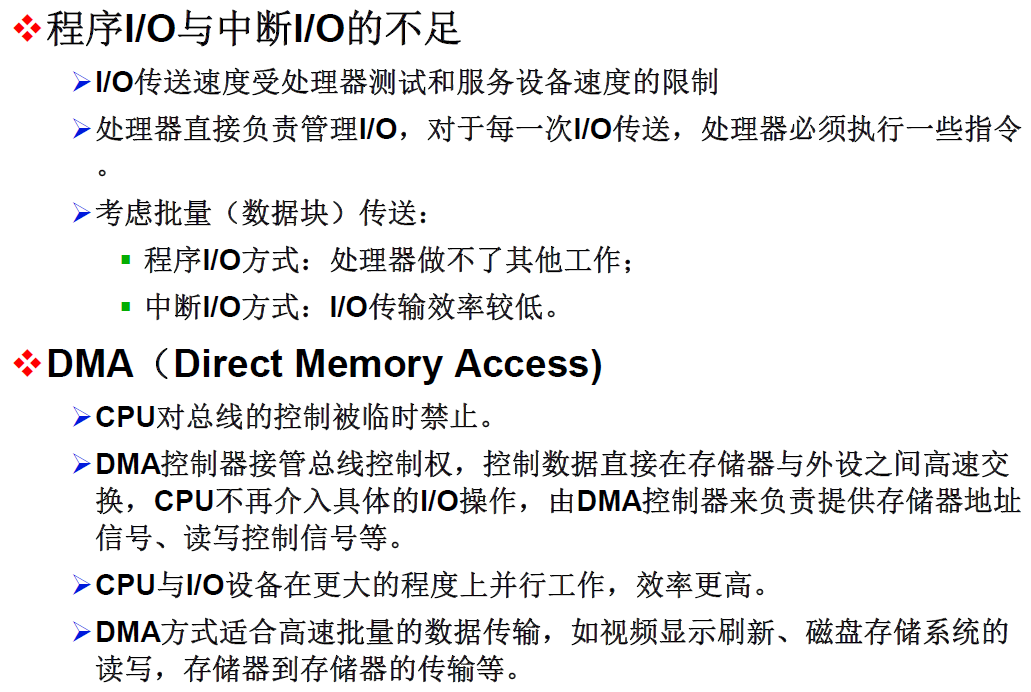 程序I/O与中断I/O的不足
I/O传送速度受处理器测试和服务设备速度的限制
处理器直接负责管理I/O，对于每一次I/O传送，处理器必须执行一些指令
。
考虑批量（数据块）传送：
程序I/O方式：处理器做不了其他工作；
中断I/O方式：I/O传输效率较低。
DMA（Direct Memory Access)
CPU对总线的控制被临时禁止。
DMA控制器接管总线控制权，控制数据直接在存储器与外设之间高速交
换，CPU不再介入具体的I/O操作，由DMA控制器来负责提供存储器地址
信号、读写控制信号等。
CPU与I/O设备在更大的程度上并行工作，效率更高。
DMA方式适合高速批量的数据传输，如视频显示刷新、磁盘存储系统的
读写，存储器到存储器的传输等。